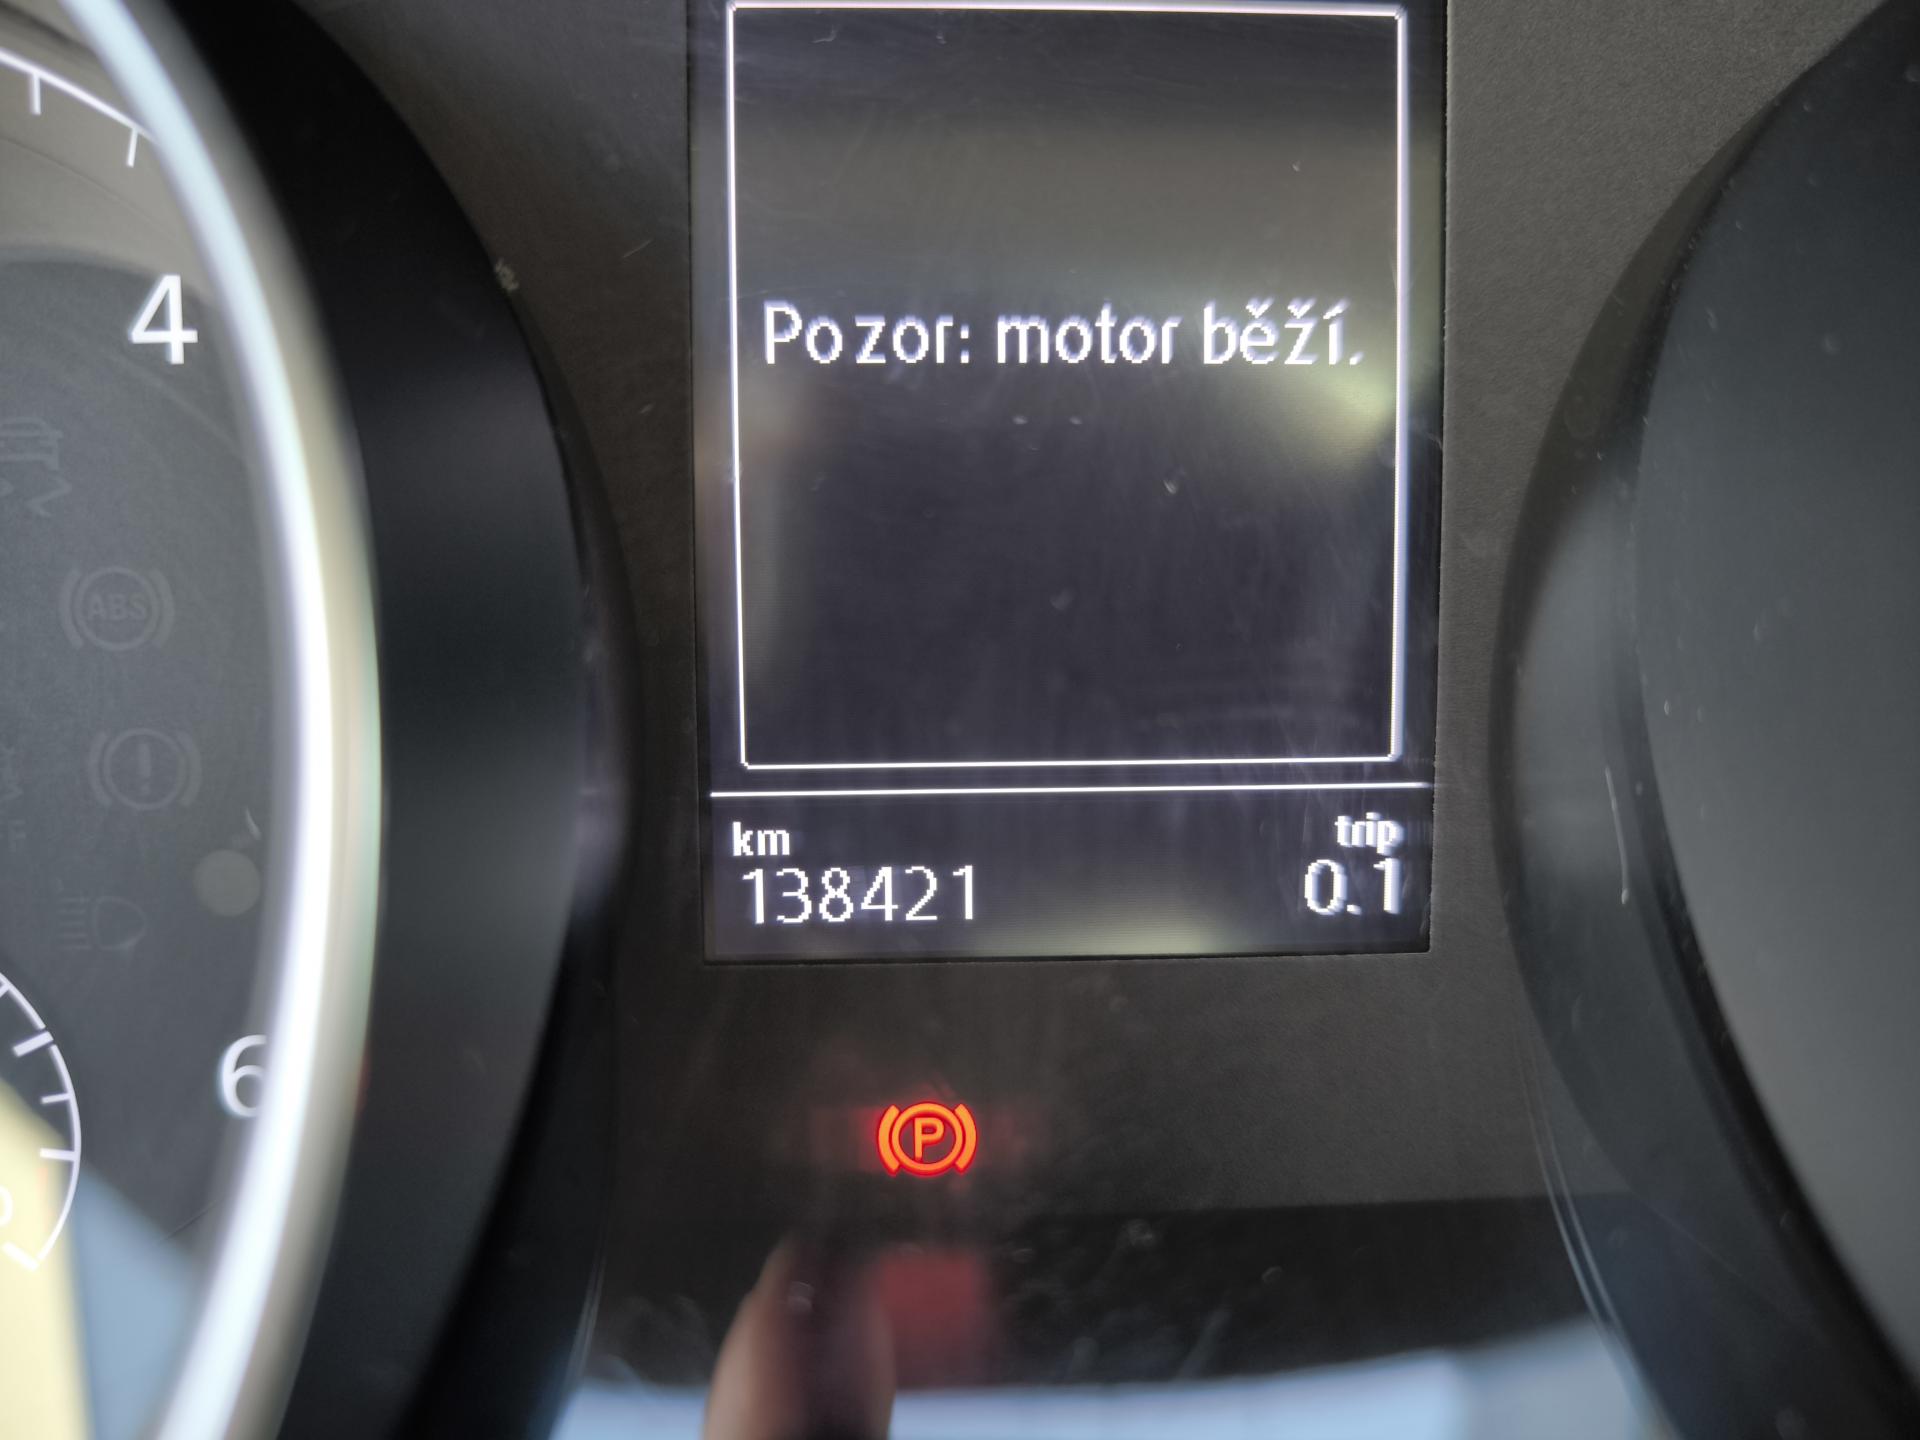 4
Pozor: motor běží.
ABS
km
trip
138421
0.1
6
P